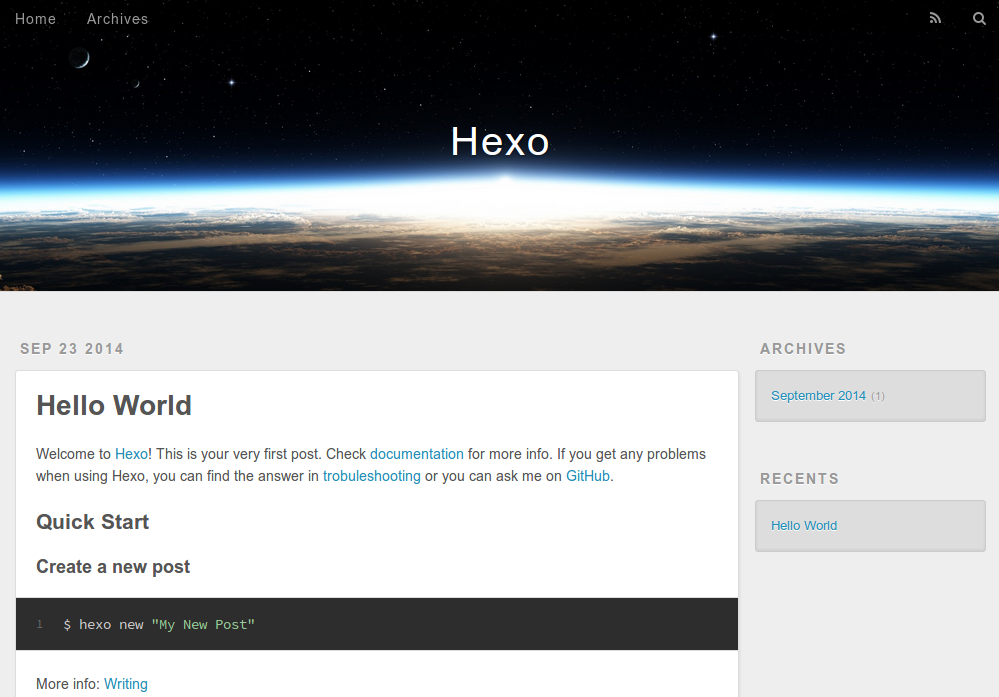 Home Archives
Hexo
SEP 23 2014
Hello World
Welcome to Hexo! This is your very first post. Check documentation for more info. If you get any problems
when using Hexo, you can find the answer in trobuleshooting or you can ask me on GitHub.
Quick Start
Create a new post
1 $ hexo new "My New Post"
More info: Writing
ARCHIVES
September 2014 (1)
RECENTS
Hello World